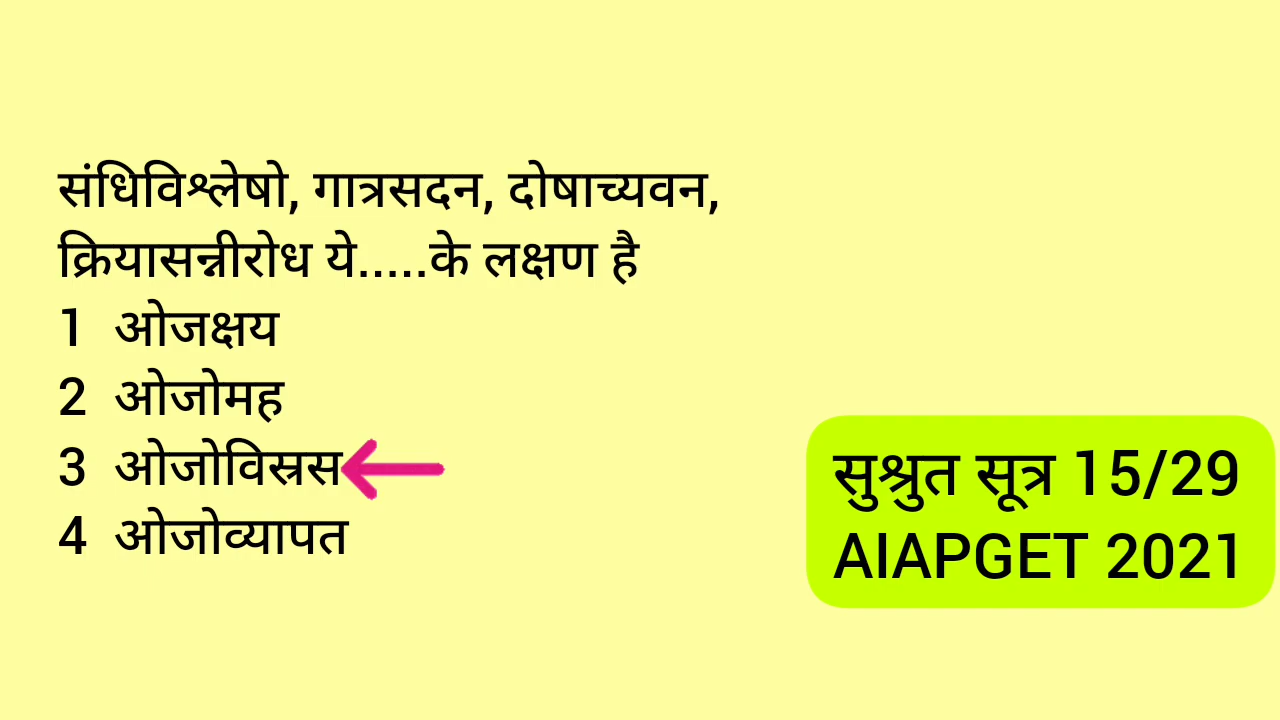 संधिविश्लेषो, गात्रसदन, दोषाच्यवन,
क्रियासन्नीरोध ये.....के लक्षण है
1 ओजक्षय
2 ओजोमह
3 ओजोविस्रस
4 ओजोव्यापत
सुश्रुत सूत्र 15/29
AIAPGET 2021